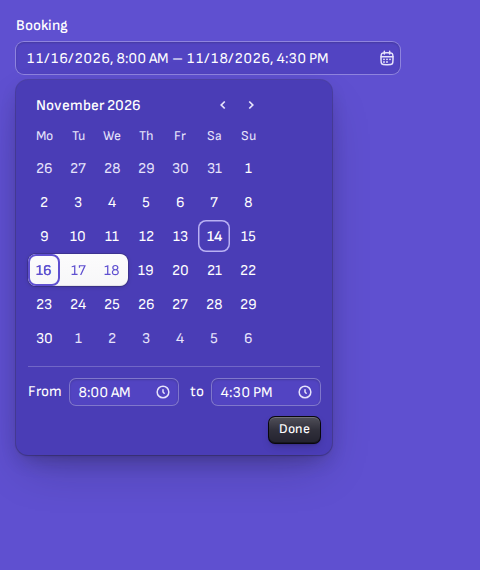 Booking
11/16/2026, 8:00 AM – 11/18/2026, 4:30 PM
November 2026
Mo Tu We Th Fr Sa Su
26 27 28 29 30 31 1
2 3 4 5 6 7 8
9 10 11 12 13 14 15
16 17 18 19 20 21 22
23 24 25 26 27 28 29
30 1 2 3 4 5 6
From 8:00 AM to 4:30 PM
Done